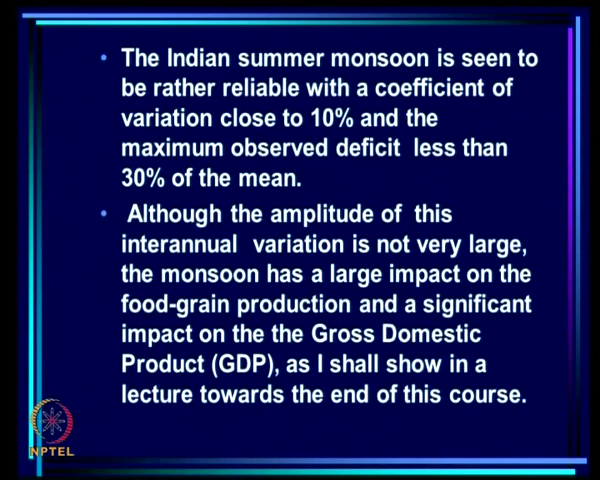 • The Indian summer monsoon is seen to
be rather reliable with a coefficient of
variation close to 10% and the
maximum observed deficit less than
30% of the mean.
• Although the amplitude of this
interannual variation is not very large,
the monsoon has a large impact on the
food-grain production and a significant
impact on the the Gross Domestic
Product (GDP), as I shall show in a
lecture towards the end of this course.
NPTEL